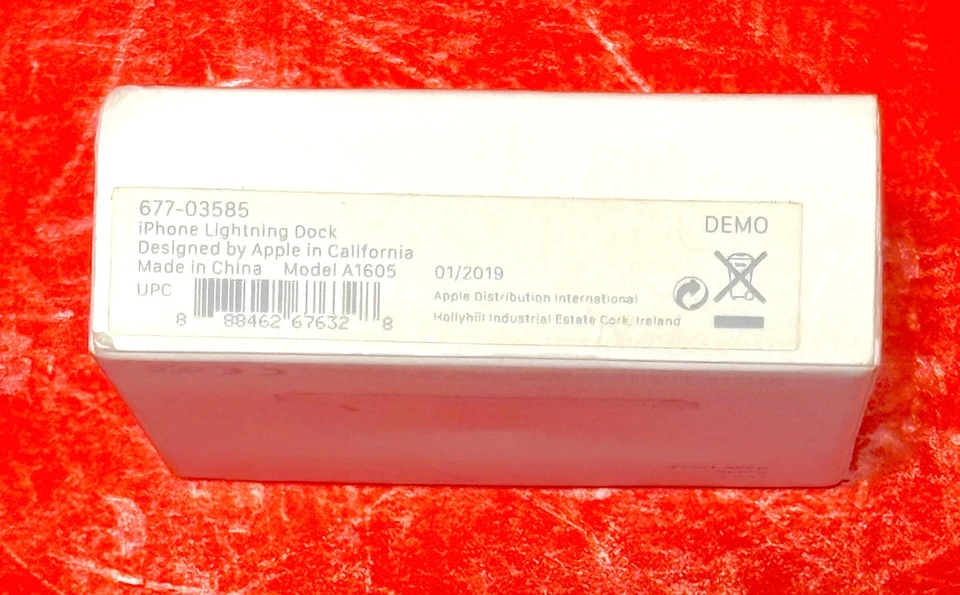 677-03585
iPhone Lightning Dock
Designed by Apple in California
Made in China Model A1605
UPC
8 88462 67632 8
01/2019
Apple Distribution International
Hollyhill Industrial Estate Cork, Ireland
DEMO